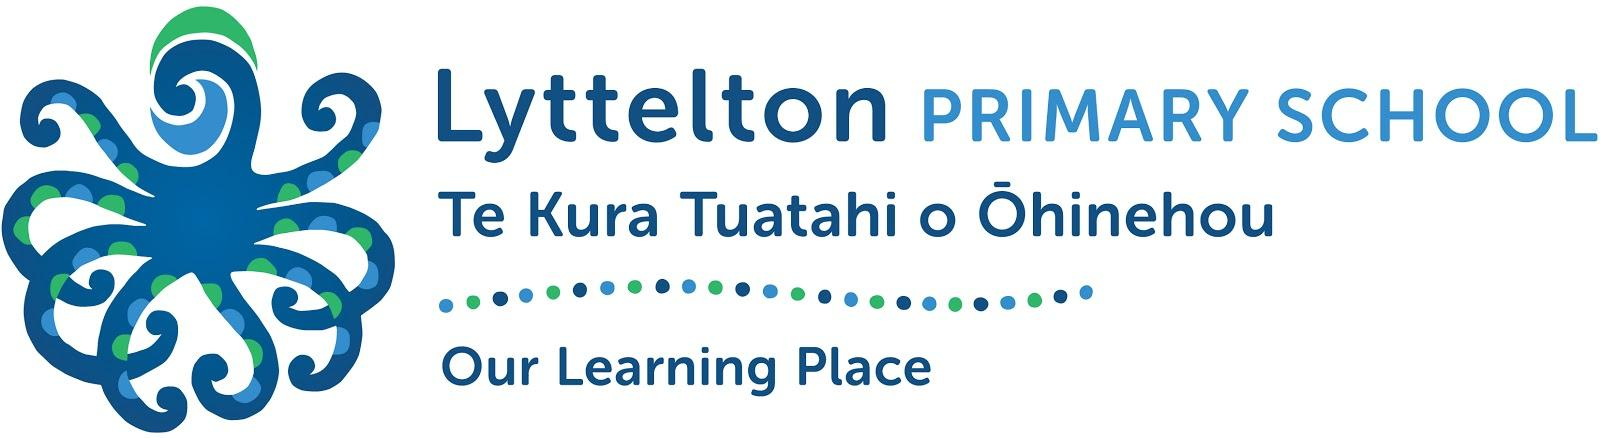 Lyttelton PRIMARY SCHOOL
Te Kura Tuatahi o Ōhinehou
Our Learning Place